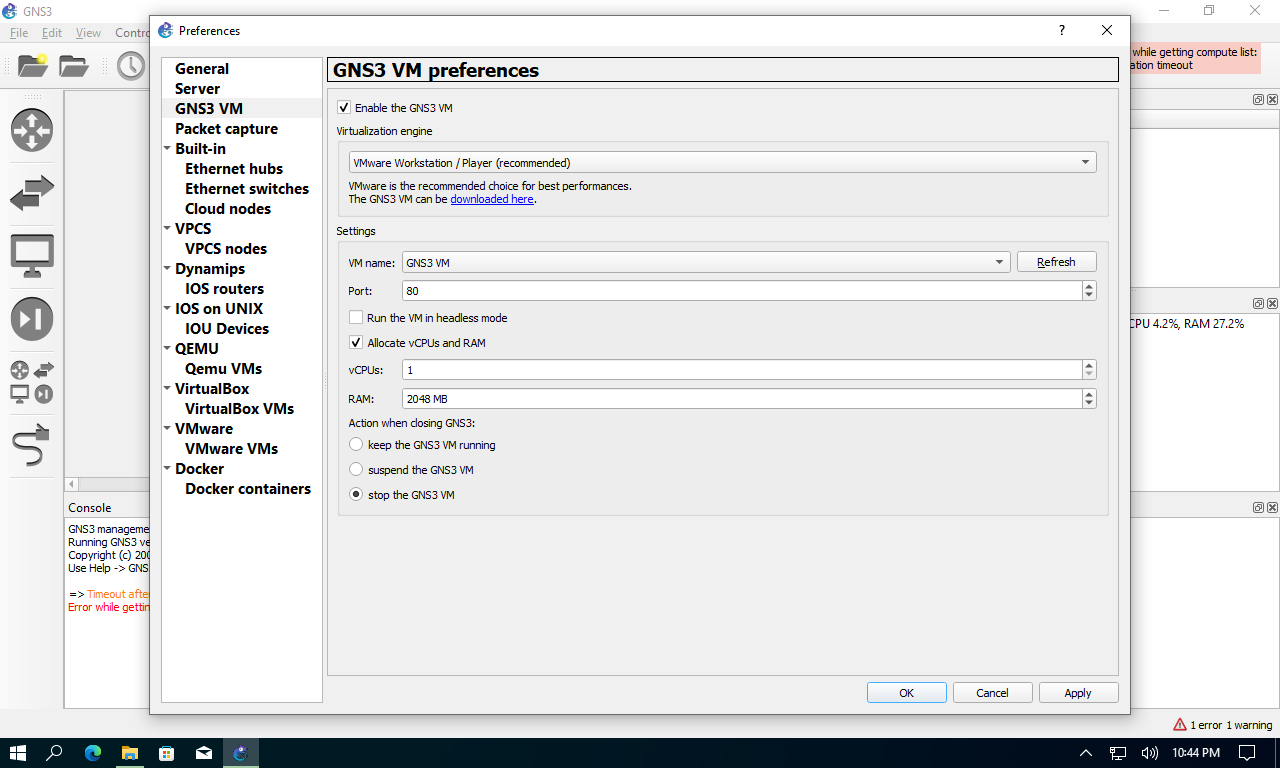 GNS3
File Edit View Contro
Preferences
?
while getting compute list:
ation timeout
General
Server
GNS3 VM
Packet capture
Built-in
Ethernet hubs
Ethernet switches
Cloud nodes
VPCS
VPCS nodes
Dynamips
IOS routers
IOS on UNIX
IOU Devices
QEMU
Qemu VMs
VirtualBox
VirtualBox VMs
VMware
VMware VMs
Docker
Docker containers
GNS3 VM preferences
Enable the GNS3 VM
Virtualization engine
VMware Workstation / Player (recommended)
VMware is the recommended choice for best performances.
The GNS3 VM can be downloaded here.
Settings
VM name: GNS3 VM Refresh
Port: 80
Run the VM in headless mode
Allocate vCPUs and RAM
vCPUs: 1
RAM: 2048 MB
Action when closing GNS3:
keep the GNS3 VM running
suspend the GNS3 VM
stop the GNS3 VM
OK Cancel Apply
CPU 4.2%, RAM 27.2%
Console
GNS3 manageme
Running GNS3 ve
Copyright (c) 200
Use Help -> GNS
=> Timeout after
Error while gettin
1 error 1 warning
10:44 PM